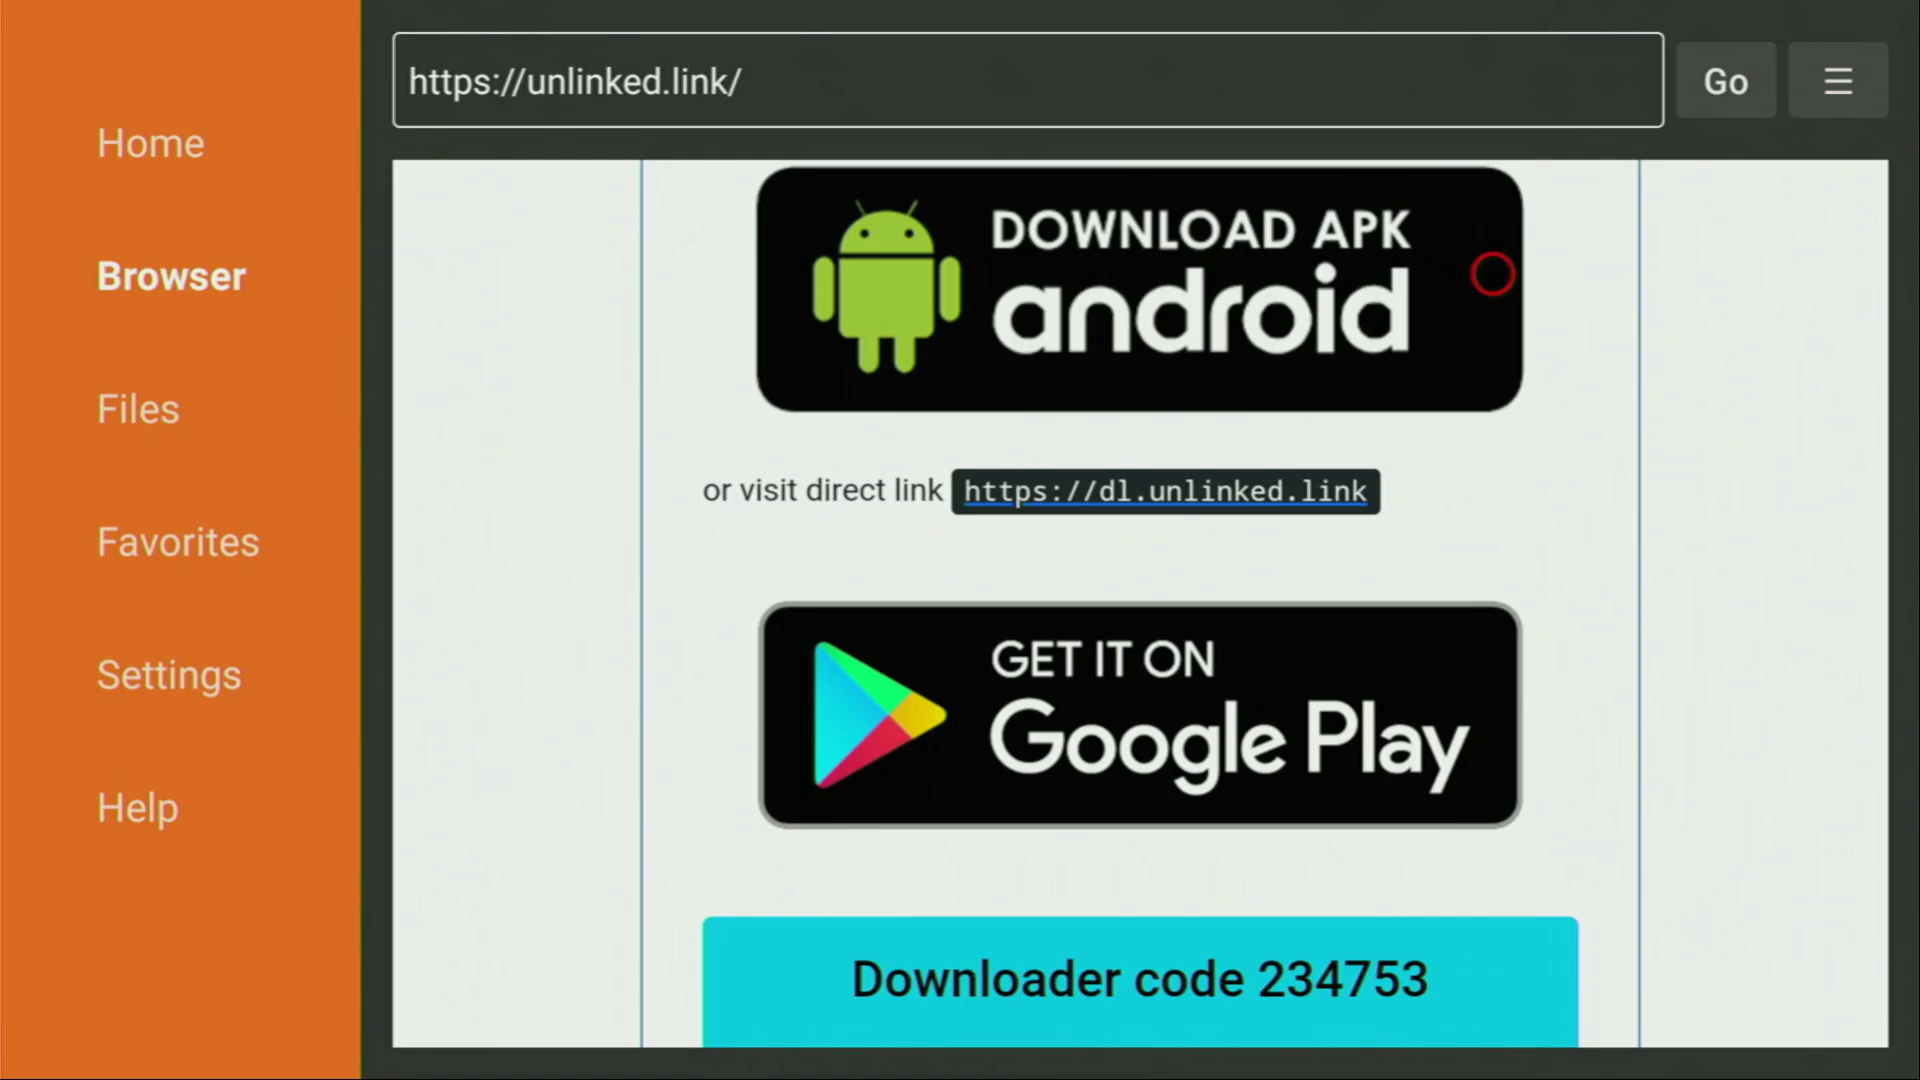 https://unlinked.link/
Go
Home
Browser
Files
Favorites
Settings
Help
DOWNLOAD APK
android
or visit direct link https://dl.unlinked.link
GET IT ON
Google Play
Downloader code 234753